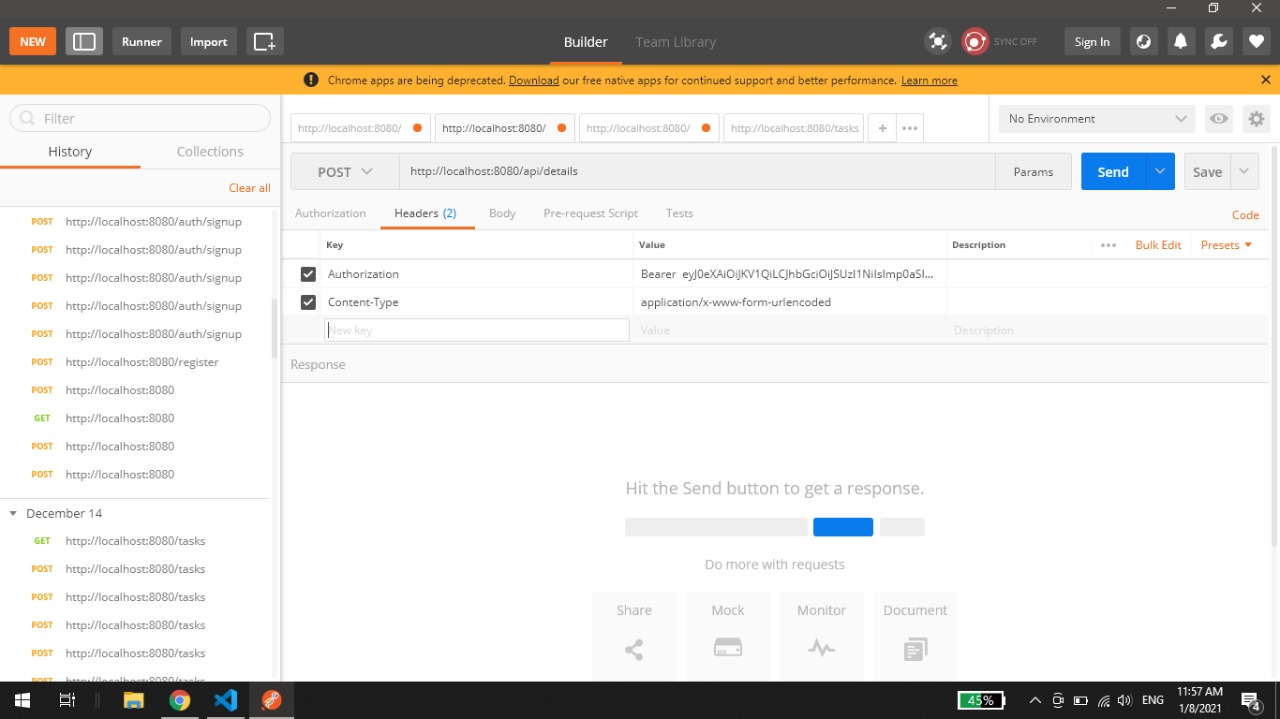 NEW Runner Import Builder Team Library SYNC OFF Sign In
Chrome apps are being deprecated. Download our free native apps for continued support and better performance. Learn more
Filter
History Collections
Clear all
POST http://localhost:8080/auth/signup
POST http://localhost:8080/auth/signup
POST http://localhost:8080/auth/signup
POST http://localhost:8080/auth/signup
POST http://localhost:8080/auth/signup
POST http://localhost:8080/register
POST http://localhost:8080
GET http://localhost:8080
POST http://localhost:8080
POST http://localhost:8080
December 14
GET http://localhost:8080/tasks
POST http://localhost:8080/tasks
POST http://localhost:8080/tasks
POST http://localhost:8080/tasks
POST http://localhost:8080/tasks
POST http://localhost:8080/tasks
http://localhost:8080/ http://localhost:8080/ http://localhost:8080/ http://localhost:8080/tasks + ••• No Environment
POST http://localhost:8080/api/details Params Send Save
Authorization Headers (2) Body Pre-request Script Tests Code
Key Value Description ••• Bulk Edit Presets
Authorization Bearer eyJ0eXAiOiJKV1QiLCJhbGciOiJSUzI1NiIsImp0aSI...
Content-Type application/x-www-form-urlencoded
New key Value Description
Response
Hit the Send button to get a response.
Do more with requests
Share Mock Monitor Document
45% ENG 11:57 AM
1/8/2021 4